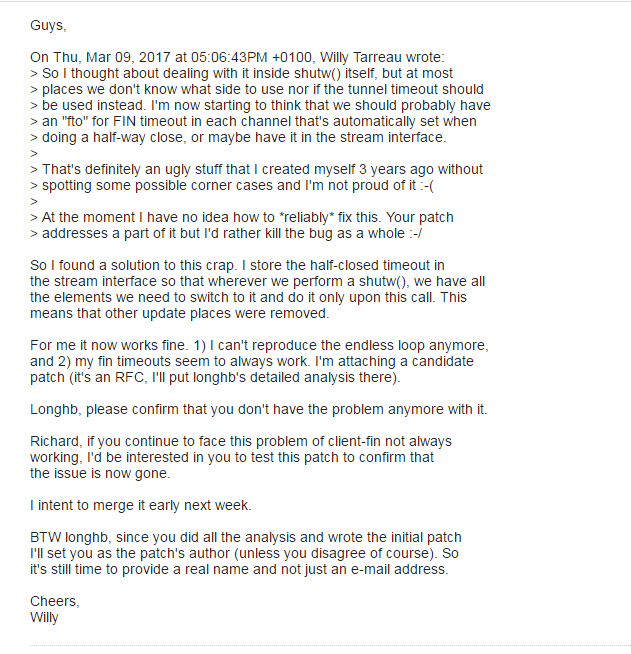 Guys,
On Thu, Mar 09, 2017 at 05:06:43PM +0100, Willy Tarreau wrote:
> So I thought about dealing with it inside shutw() itself, but at most
> places we don't know what side to use nor if the tunnel timeout should
> be used instead. I'm now starting to think that we should probably have
> an "fto" for FIN timeout in each channel that's automatically set when
> doing a half-way close, or maybe have it in the stream interface.
>
> That's definitely an ugly stuff that I created myself 3 years ago without
> spotting some possible corner cases and I'm not proud of it :-(
>
> At the moment I have no idea how to *reliably* fix this. Your patch
> addresses a part of it but I'd rather kill the bug as a whole :-/
So I found a solution to this crap. I store the half-closed timeout in
the stream interface so that wherever we perform a shutw(), we have all
the elements we need to switch to it and do it only upon this call. This
means that other update places were removed.
For me it now works fine. 1) I can't reproduce the endless loop anymore,
and 2) my fin timeouts seem to always work. I'm attaching a candidate
patch (it's an RFC, I'll put longhb's detailed analysis there).
Longhb, please confirm that you don't have the problem anymore with it.
Richard, if you continue to face this problem of client-fin not always
working, I'd be interested in you to test this patch to confirm that
the issue is now gone.
I intent to merge it early next week.
BTW longhb, since you did all the analysis and wrote the initial patch
I'll set you as the patch's author (unless you disagree of course). So
it's still time to provide a real name and not just an e-mail address.
Cheers,
Willy